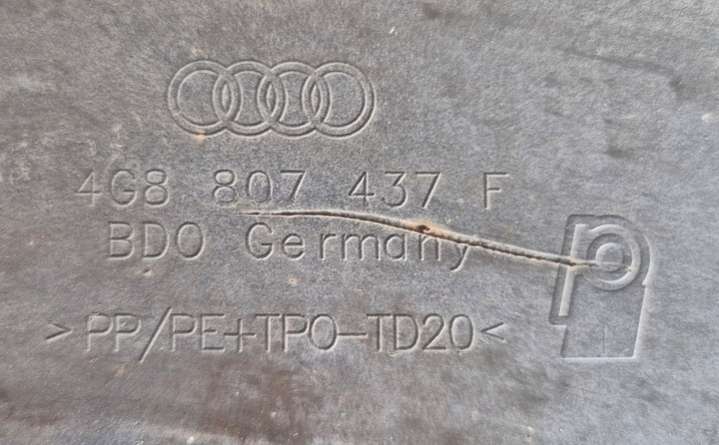 4G8 807 437 F
BDO Germany
>PP/PE+TPO-TD20<